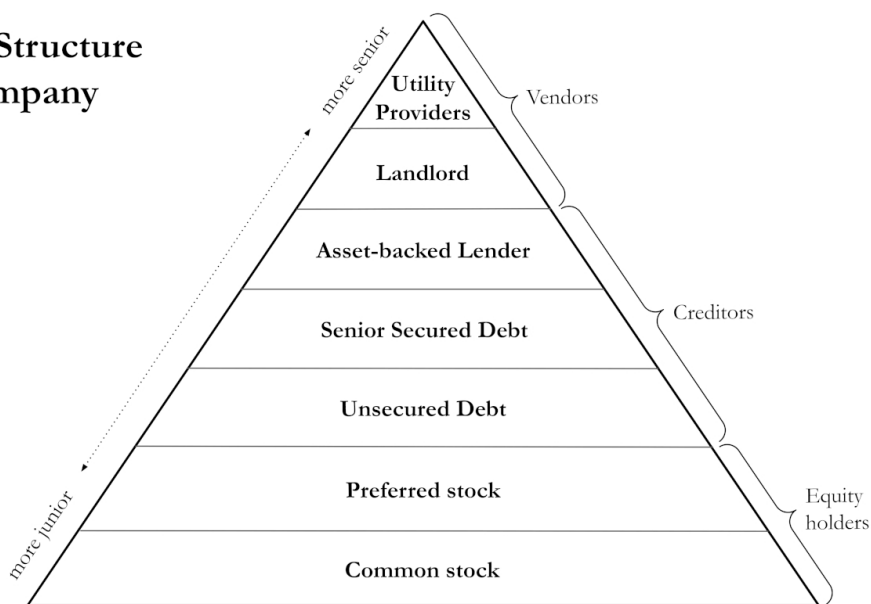 Structure
more senior
Utility
Providers
Vendors
Landlord
Asset-backed Lender
Senior Secured Debt
Creditors
Unsecured Debt
Preferred stock
Equity
holders
more junior
Common stock